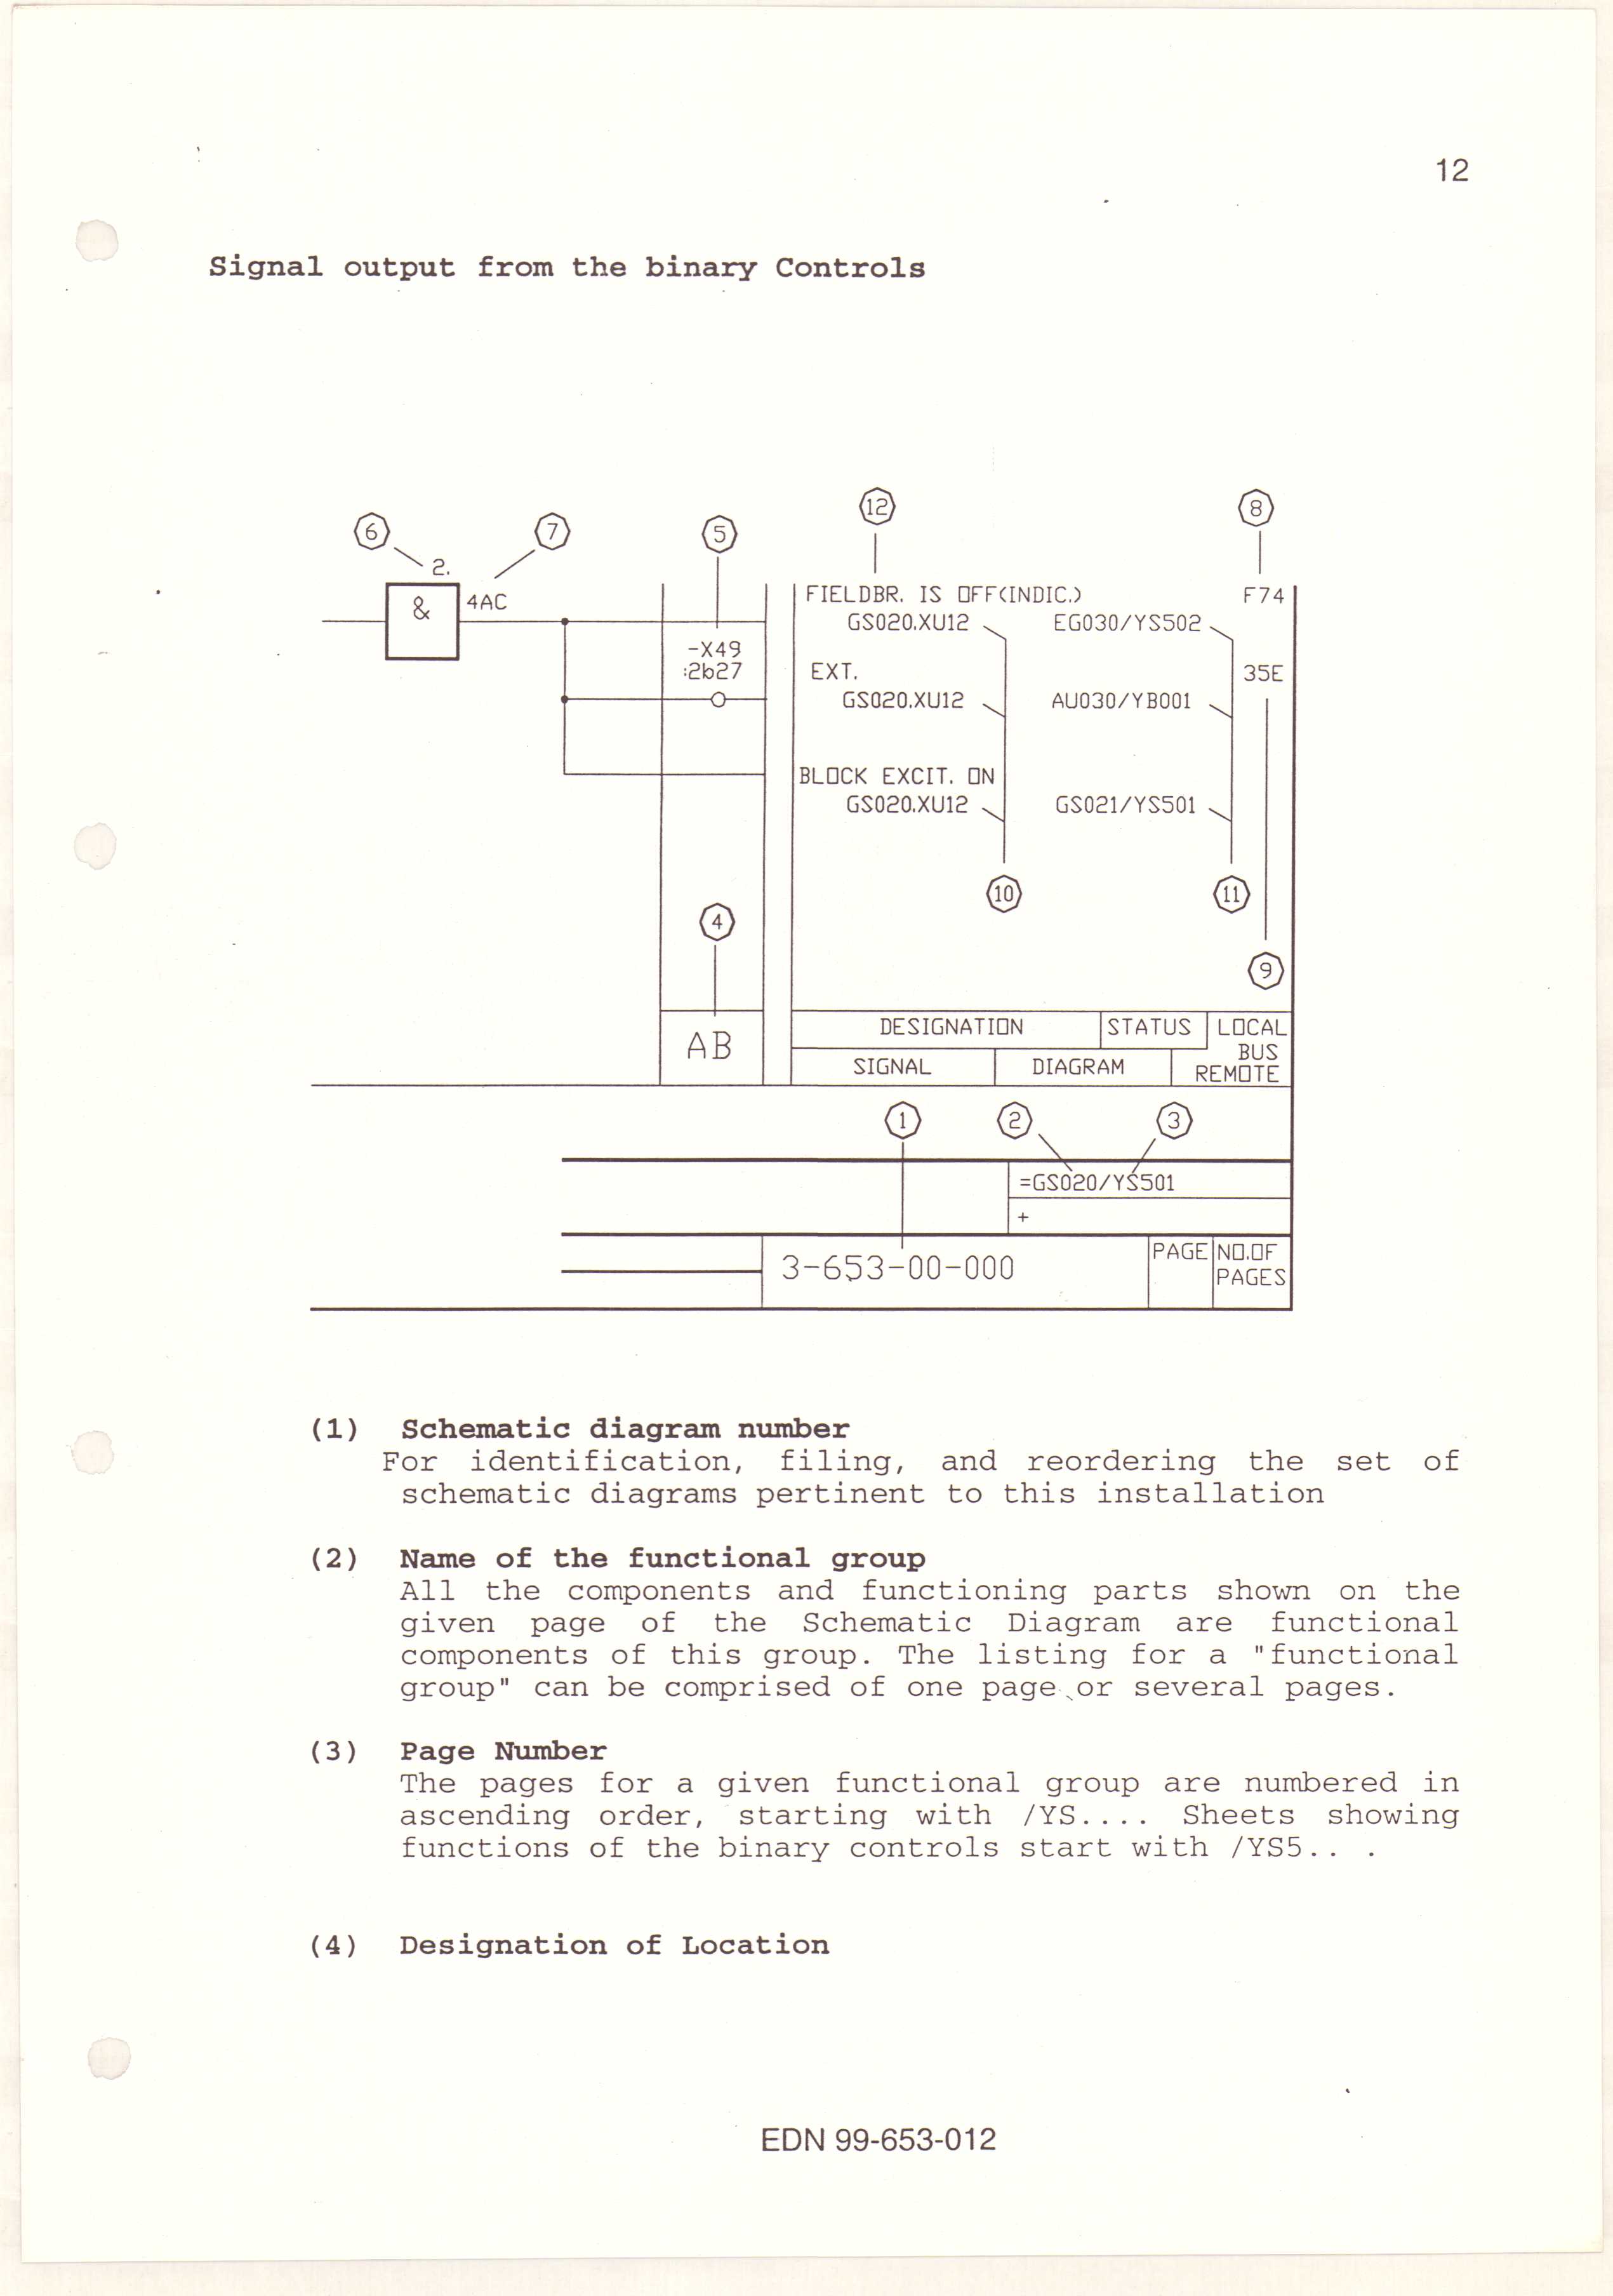 12
Signal output from the binary Controls
12
8
6
7
5
2.
&
4AC
FIELDBR. IS OFF(INDIC.)
F74
GS020.XU12
EG030/YS502
-X49
:2b27
EXT.
35E
GS020.XU12
AU030/YB001
BLOCK EXCIT. ON
GS020.XU12
GS021/YS501
10
11
4
9
AB
DESIGNATION
STATUS
LOCAL
BUS
REMOTE
SIGNAL
DIAGRAM
1
2
3
=GS020/YS501
+
3-653-00-000
PAGE
NO.OF
PAGES
(1) Schematic diagram number
For identification, filing, and reordering the set of
schematic diagrams pertinent to this installation
(2) Name of the functional group
All the components and functioning parts shown on the
given page of the Schematic Diagram are functional
components of this group. The listing for a "functional
group" can be comprised of one page or several pages.
(3) Page Number
The pages for a given functional group are numbered in
ascending order, starting with /YS.... Sheets showing
functions of the binary controls start with /YS5.. .
(4) Designation of Location
EDN 99-653-012